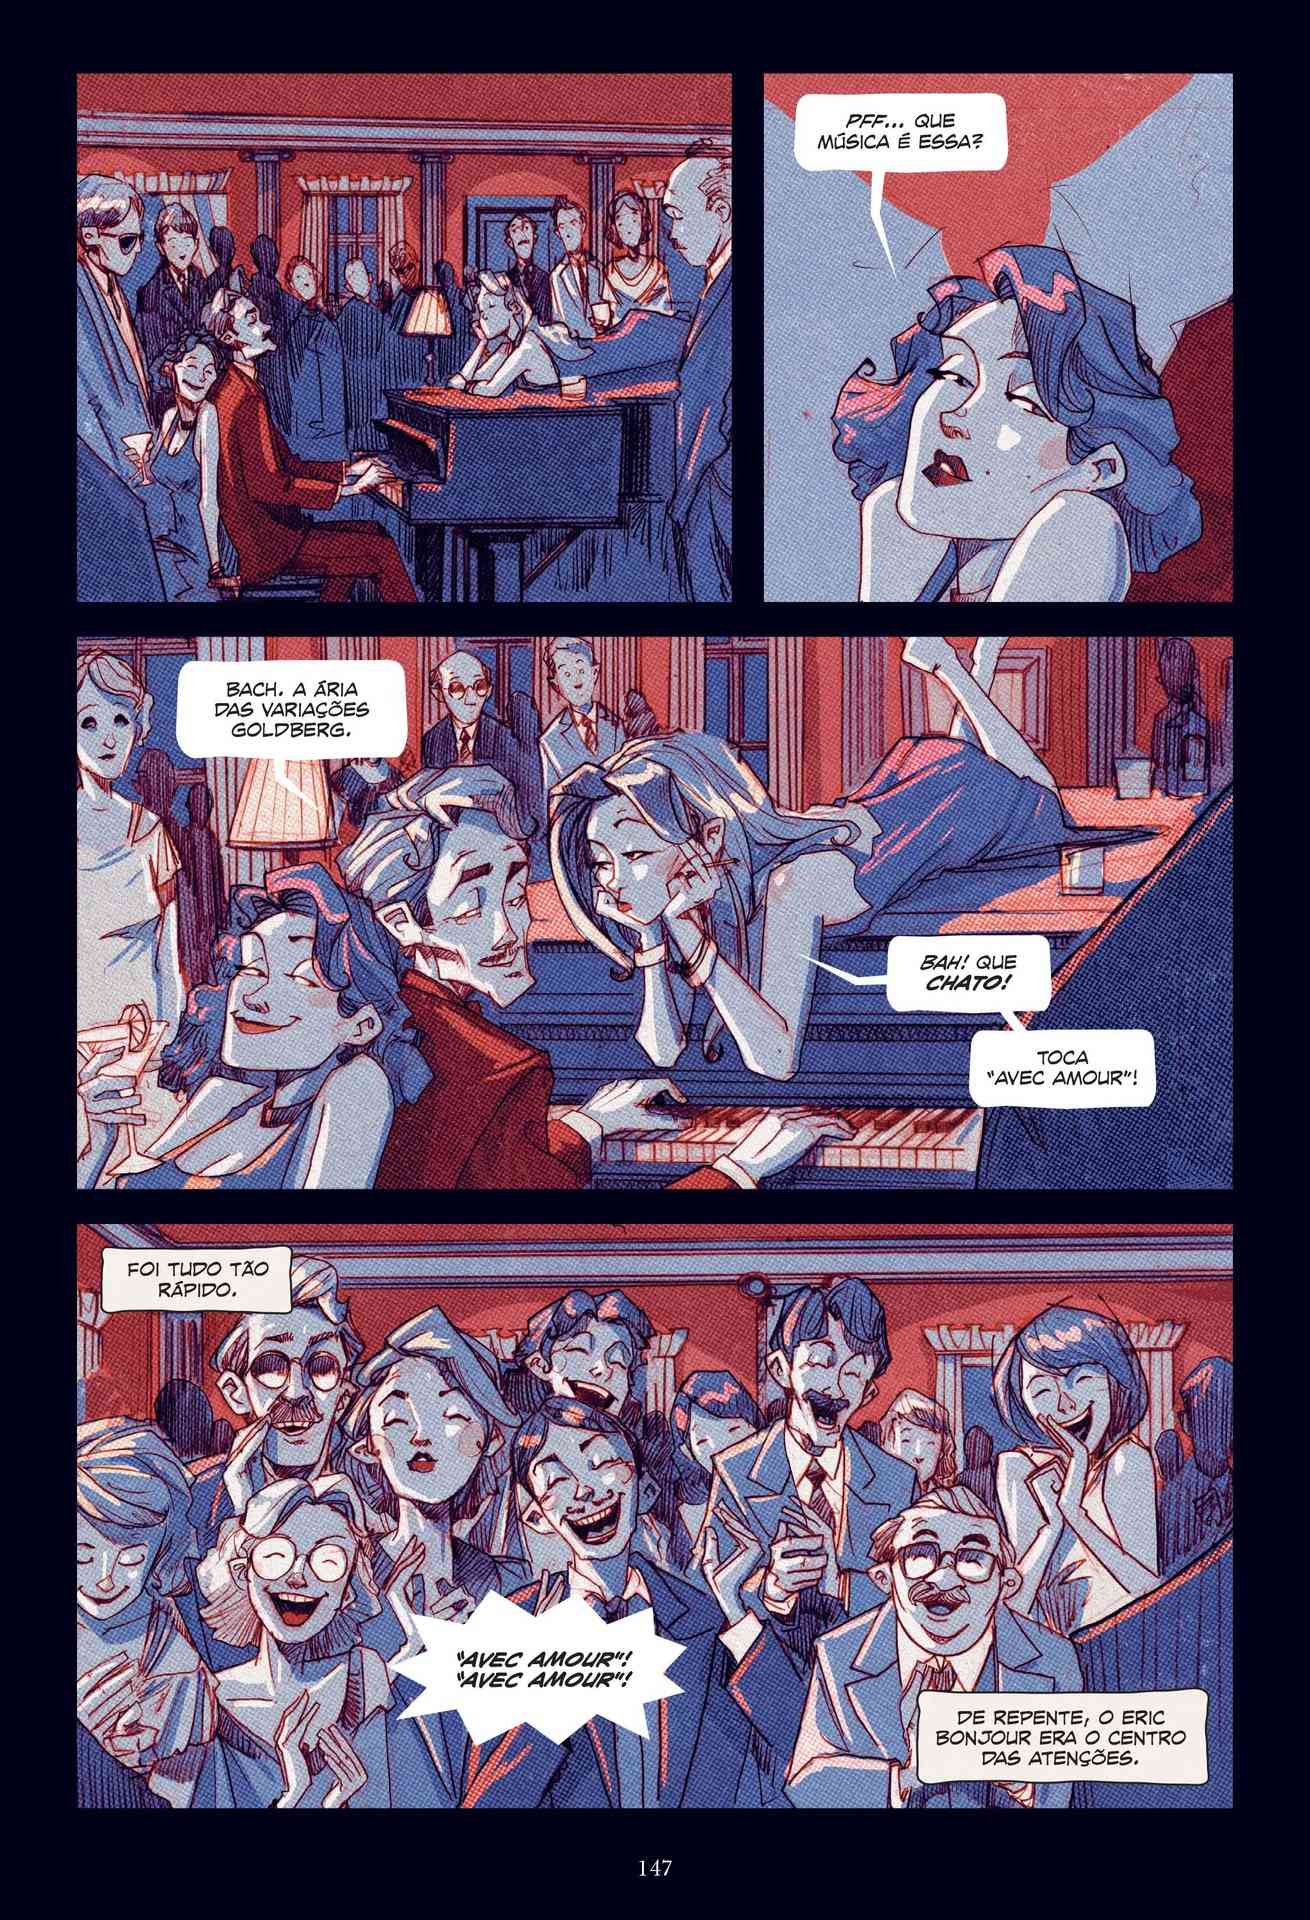 PFF... QUE
MÚSICA É ESSA?
BACH. A ÁRIA
DAS VARIAÇÕES
GOLDBERG.
BAH! QUE
CHATO!
TOCA
"AVEC AMOUR"!
FOI TUDO TÃO
RÁPIDO.
"AVEC AMOUR"!
"AVEC AMOUR"!
DE REPENTE, O ERIC
BONJOUR ERA O CENTRO
DAS ATENÇÕES.
147